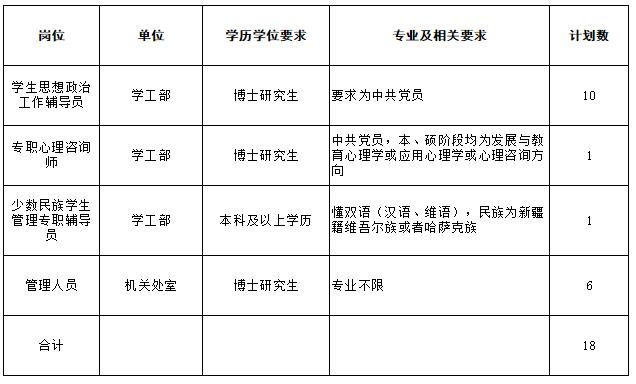 岗位 单位 学历学位要求 专业及相关要求 计划数
学生思想政治
工作辅导员 学工部 博士研究生 要求为中共党员 10
专职心理咨询
师 学工部 博士研究生 中共党员，本、硕阶段均为发展与教
育心理学或应用心理学或心理咨询方
向 1
少数民族学生
管理专职辅导
员 学工部 本科及以上学历 懂双语（汉语、维语），民族为新疆
籍维吾尔族或者哈萨克族 1
管理人员 机关处室 博士研究生 专业不限 6
合计 18